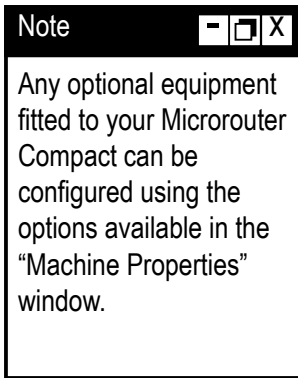 Note - X
Any optional equipment
fitted to your Microrouter
Compact can be
configured using the
options available in the
“Machine Properties”
window.